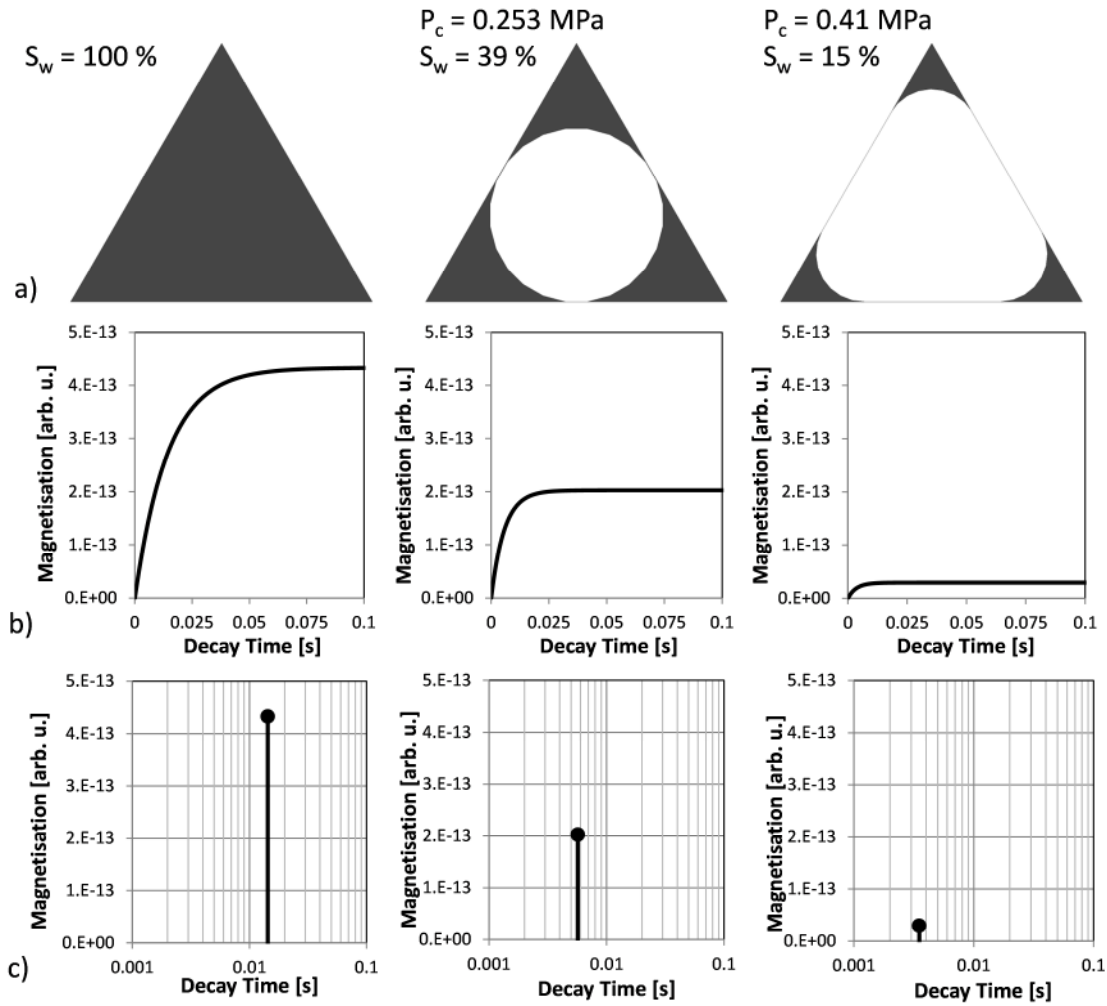 P_c = 0.253 MPa
P_c = 0.41 MPa
S_w = 100 %
S_w = 39 %
S_w = 15 %
a)
5.E-13
4.E-13
3.E-13
2.E-13
1.E-13
0.E+00
Magnetisation [arb. u.]
0 0.025 0.05 0.075 0.1
Decay Time [s]
5.E-13
4.E-13
3.E-13
2.E-13
1.E-13
0.E+00
Magnetisation [arb. u.]
0 0.025 0.05 0.075 0.1
Decay Time [s]
5.E-13
4.E-13
3.E-13
2.E-13
1.E-13
0.E+00
Magnetisation [arb. u.]
0 0.025 0.05 0.075 0.1
Decay Time [s]
b)
5.E-13
4.E-13
3.E-13
2.E-13
1.E-13
0.E+00
Magnetisation [arb. u.]
0.001 0.01 0.1
Decay Time [s]
5.E-13
4.E-13
3.E-13
2.E-13
1.E-13
0.E+00
Magnetisation [arb. u.]
0.001 0.01 0.1
Decay Time [s]
5.E-13
4.E-13
3.E-13
2.E-13
1.E-13
0.E+00
Magnetisation [arb. u.]
0.001 0.01 0.1
Decay Time [s]
c)